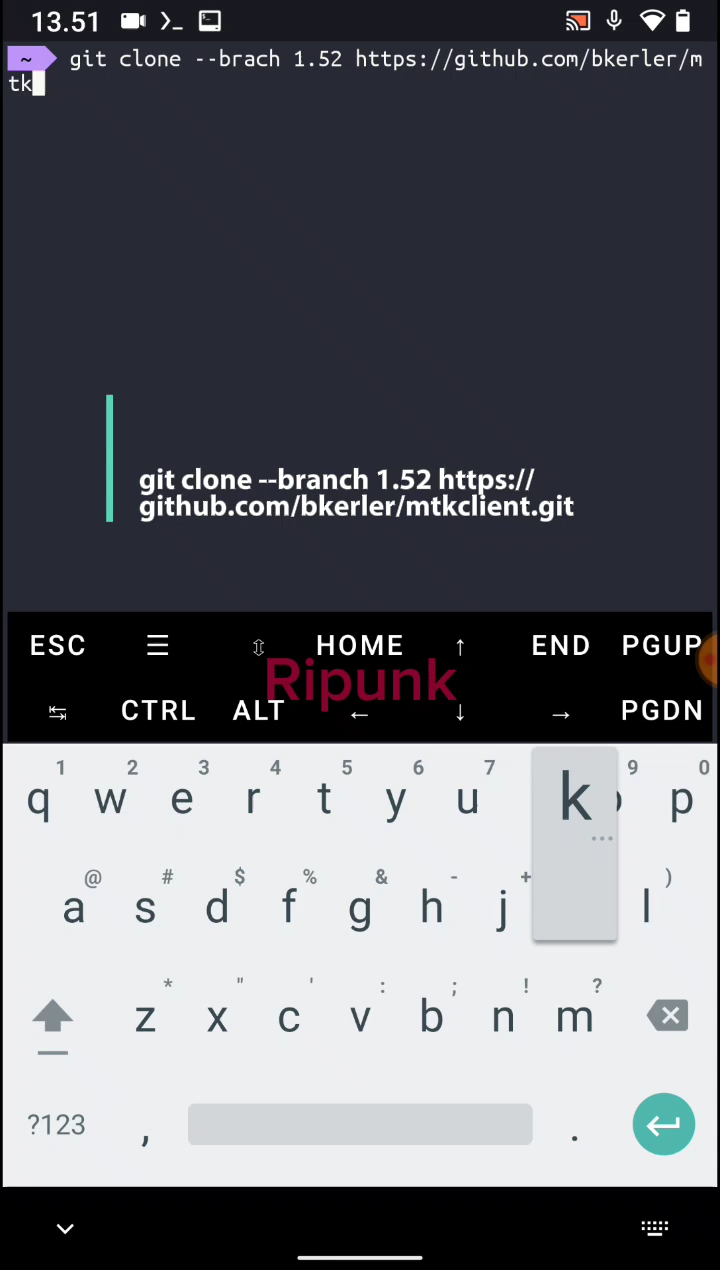 13.51
~ git clone --brach 1.52 https://github.com/bkerler/m
tk
git clone --branch 1.52 https://
github.com/bkerler/mtkclient.git
ESC ☰ ⇳ HOME ↑ END PGUP
Ripunk
↹ CTRL ALT ← ↓ → PGDN
1 2 3 4 5 6 7 9 0
q w e r t y u k p
@ # $ % & - + )
a s d f g h j l
* " ' : ; ! ?
z x c v b n m
?123 , .